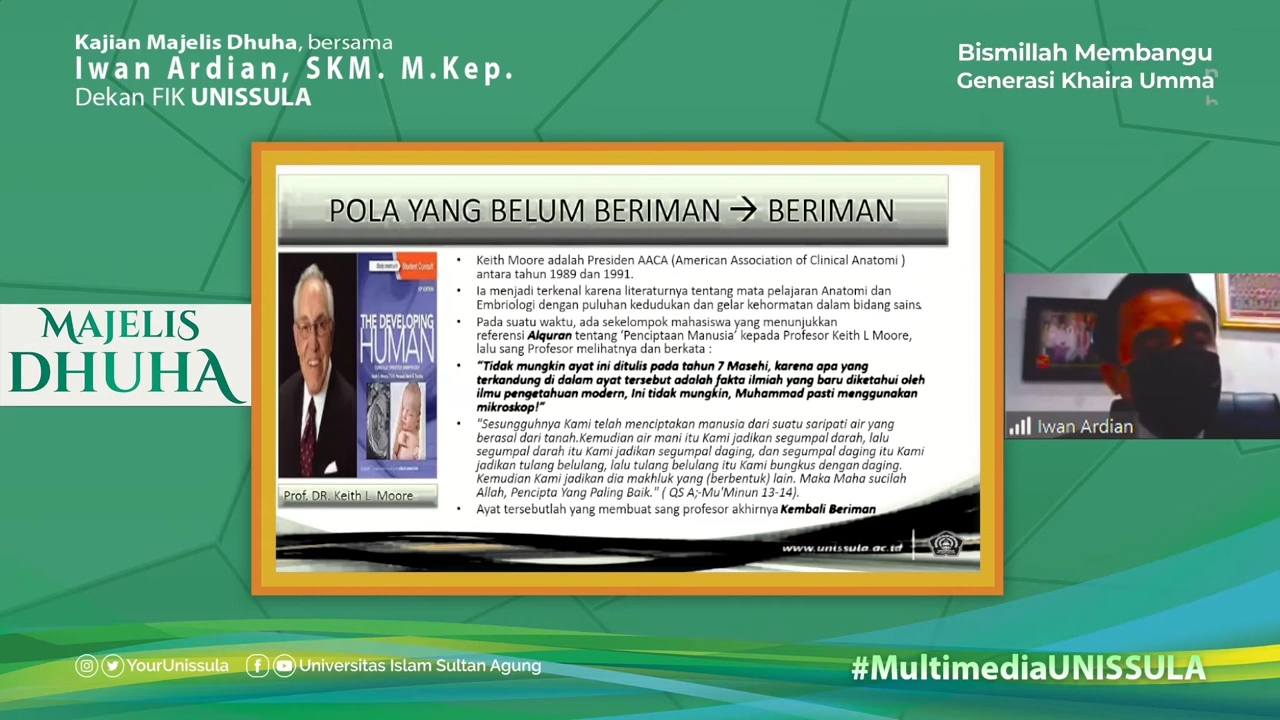 Kajian Majelis Dhuha, bersama
Iwan Ardian, SKM. M.Kep.
Dekan FIK UNISSULA
Bismillah Membangu
n
Generasi Khaira Umma
h
MAJELIS
DHUHA
POLA YANG BELUM BERIMAN → BERIMAN
Student Consult
THE DEVELOPING
HUMAN
Prof. DR. Keith L. Moore
• Keith Moore adalah Presiden AACA (American Association of Clinical Anatomi )
antara tahun 1989 dan 1991.
• Ia menjadi terkenal karena literaturnya tentang mata pelajaran Anatomi dan
Embriologi dengan puluhan kedudukan dan gelar kehormatan dalam bidang sains.
• Pada suatu waktu, ada sekelompok mahasiswa yang menunjukkan
referensi Alquran tentang ‘Penciptaan Manusia’ kepada Profesor Keith L Moore,
lalu sang Profesor melihatnya dan berkata :
• “Tidak mungkin ayat ini ditulis pada tahun 7 Masehi, karena apa yang
terkandung di dalam ayat tersebut adalah fakta ilmiah yang baru diketahui oleh
ilmu pengetahuan modern, Ini tidak mungkin, Muhammad pasti menggunakan
mikroskop!”
• "Sesungguhnya Kami telah menciptakan manusia dari suatu saripati air yang
berasal dari tanah.Kemudian air mani itu Kami jadikan segumpal darah, lalu
segumpal darah itu Kami jadikan segumpal daging, dan segumpal daging itu Kami
jadikan tulang belulang, lalu tulang belulang itu Kami bungkus dengan daging.
Kemudian Kami jadikan dia makhluk yang (berbentuk) lain. Maka Maha sucilah
Allah, Pencipta Yang Paling Baik." ( QS A;-Mu'Minun 13-14).
• Ayat tersebutlah yang membuat sang profesor akhirnya Kembali Beriman
www.unissula.ac.id
Iwan Ardian
YourUnissula
Universitas Islam Sultan Agung
#MultimediaUNISSULA